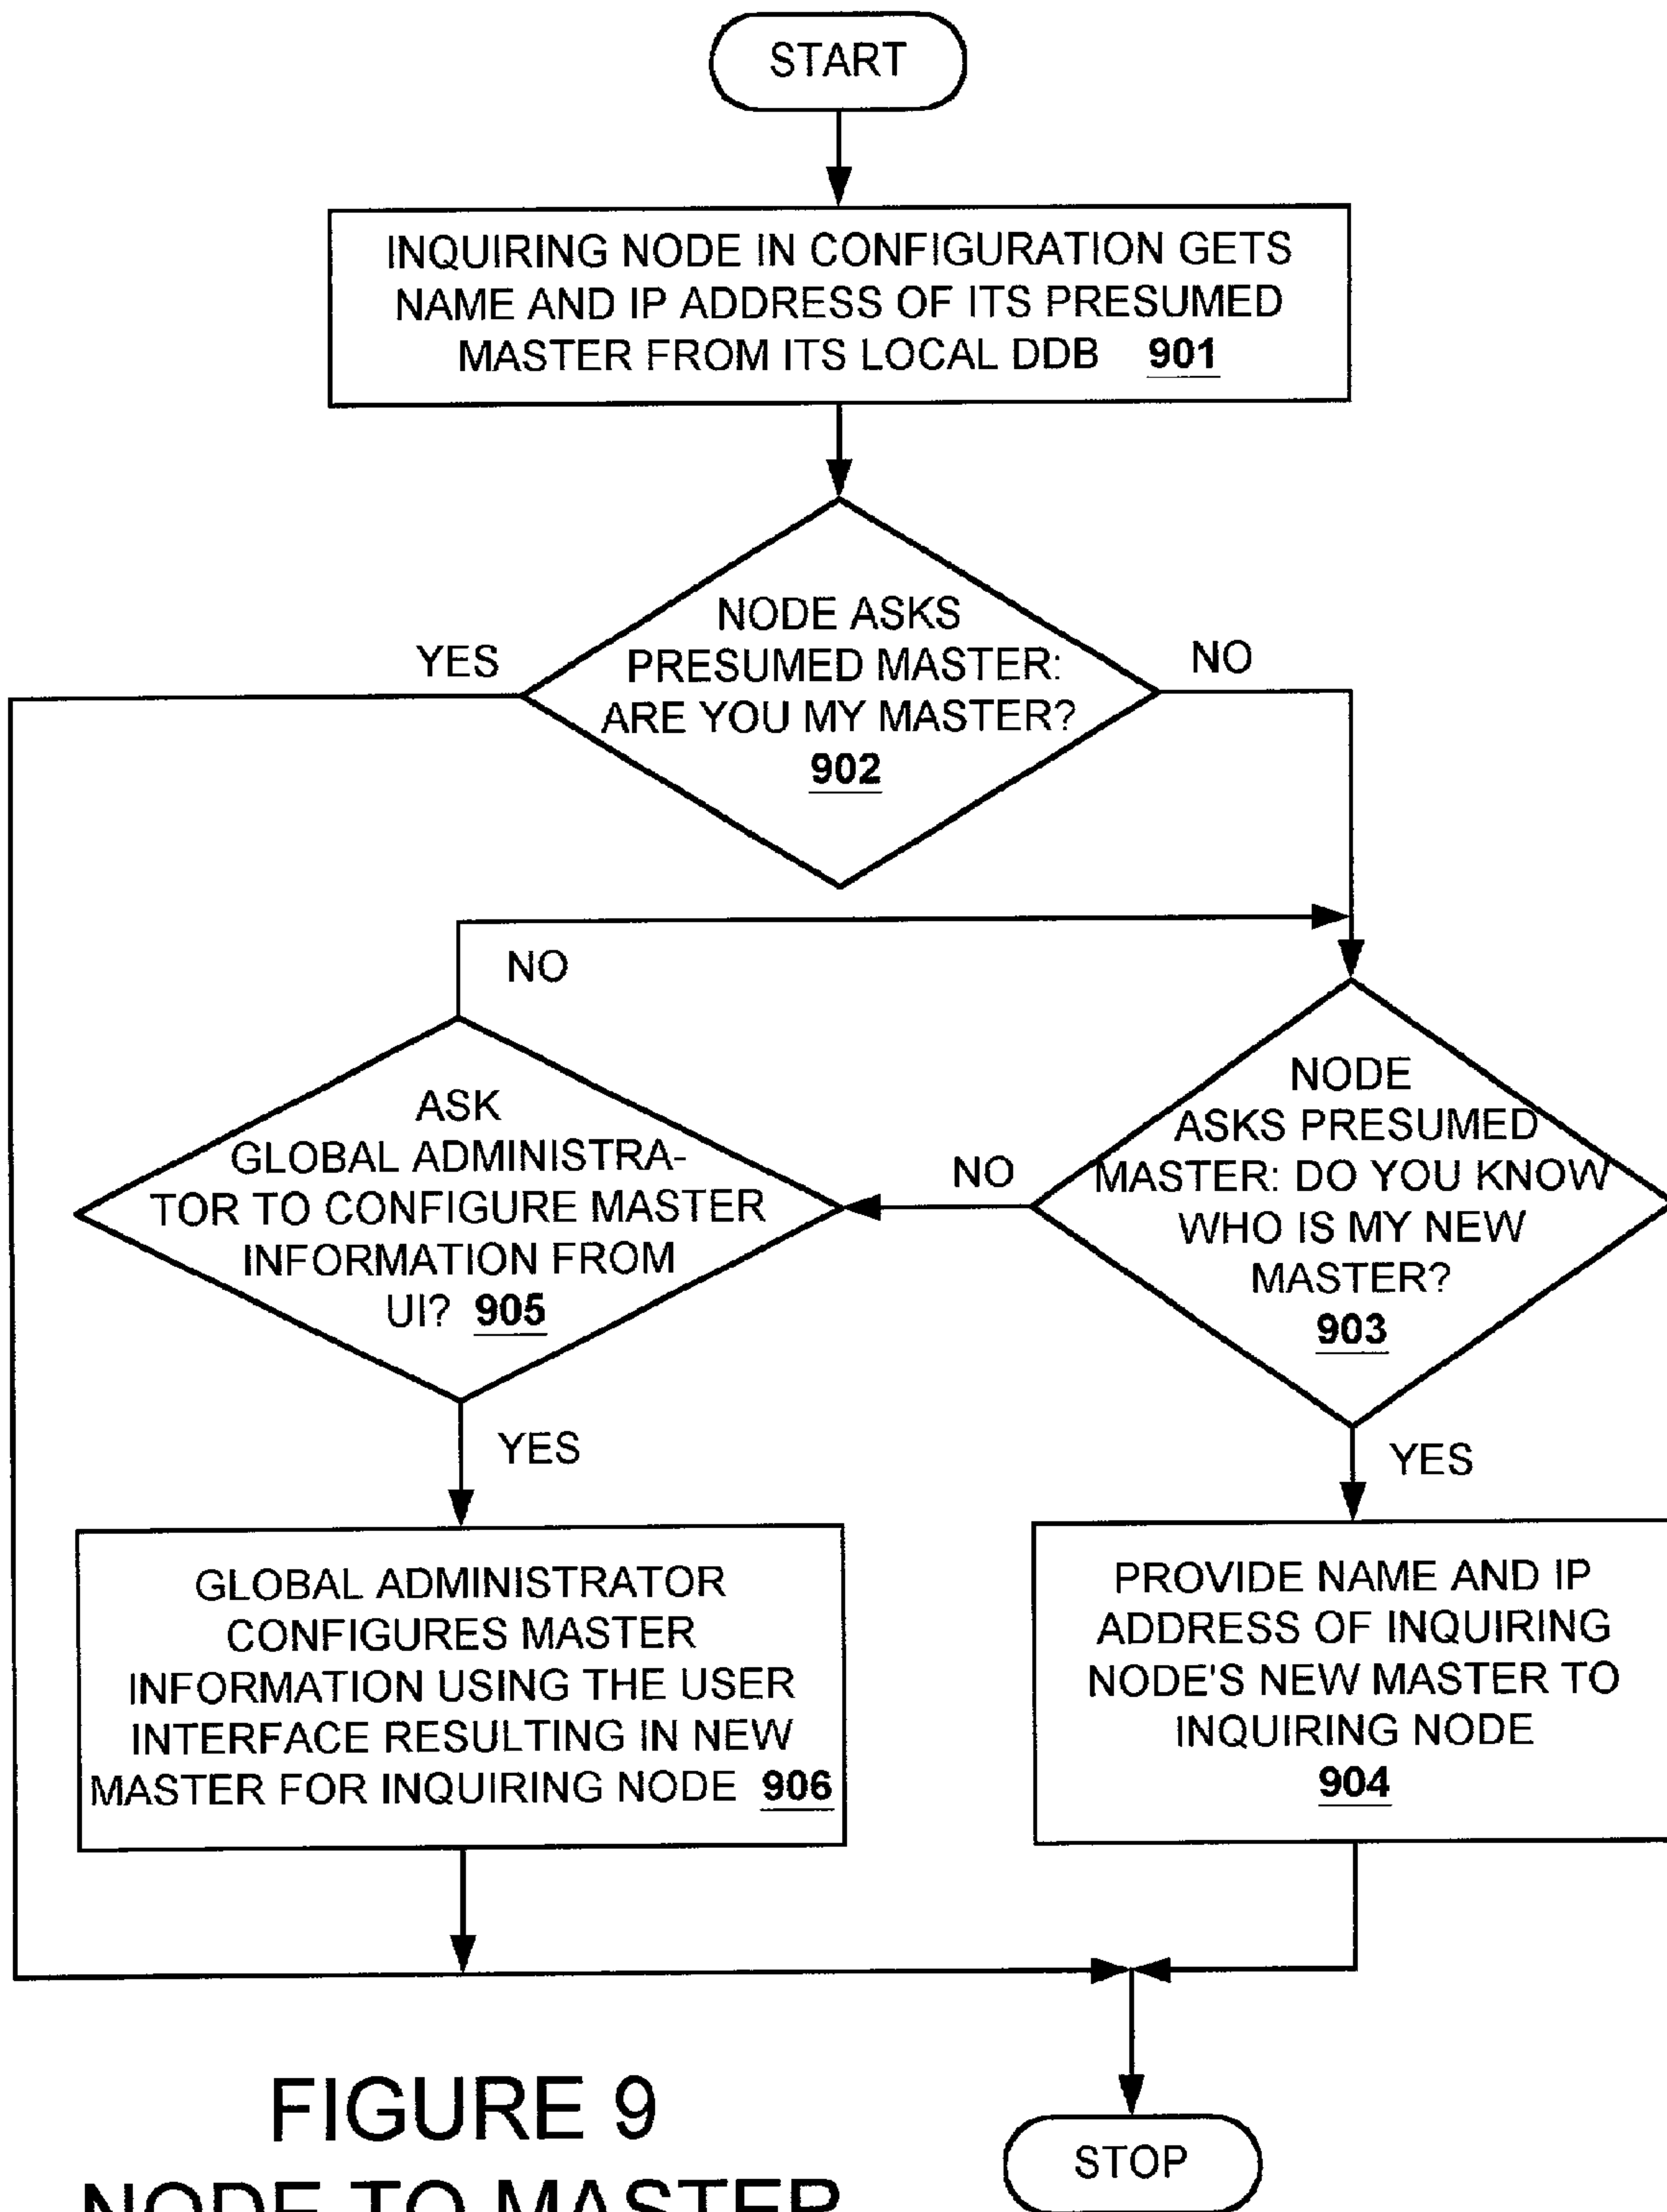 START
INQUIRING NODE IN CONFIGURATION GETS
NAME AND IP ADDRESS OF ITS PRESUMED
MASTER FROM ITS LOCAL DDB 901
NODE ASKS
PRESUMED MASTER:
ARE YOU MY MASTER?
902
YES
NO
NO
ASK
GLOBAL ADMINISTRA-
TOR TO CONFIGURE MASTER
INFORMATION FROM
UI? 905
NO
NODE
ASKS PRESUMED
MASTER: DO YOU KNOW
WHO IS MY NEW
MASTER?
903
YES
YES
GLOBAL ADMINISTRATOR
CONFIGURES MASTER
INFORMATION USING THE USER
INTERFACE RESULTING IN NEW
MASTER FOR INQUIRING NODE 906
PROVIDE NAME AND IP
ADDRESS OF INQUIRING
NODE'S NEW MASTER TO
INQUIRING NODE
904
STOP
FIGURE 9
NODE TO MASTER